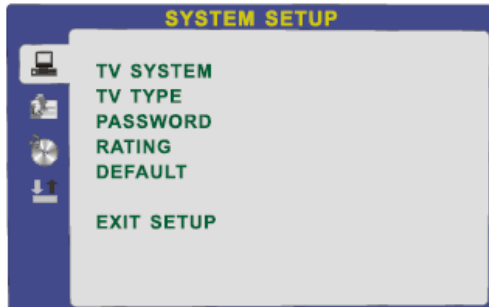 SYSTEM SETUP
TV SYSTEM
TV TYPE
PASSWORD
RATING
DEFAULT
EXIT SETUP